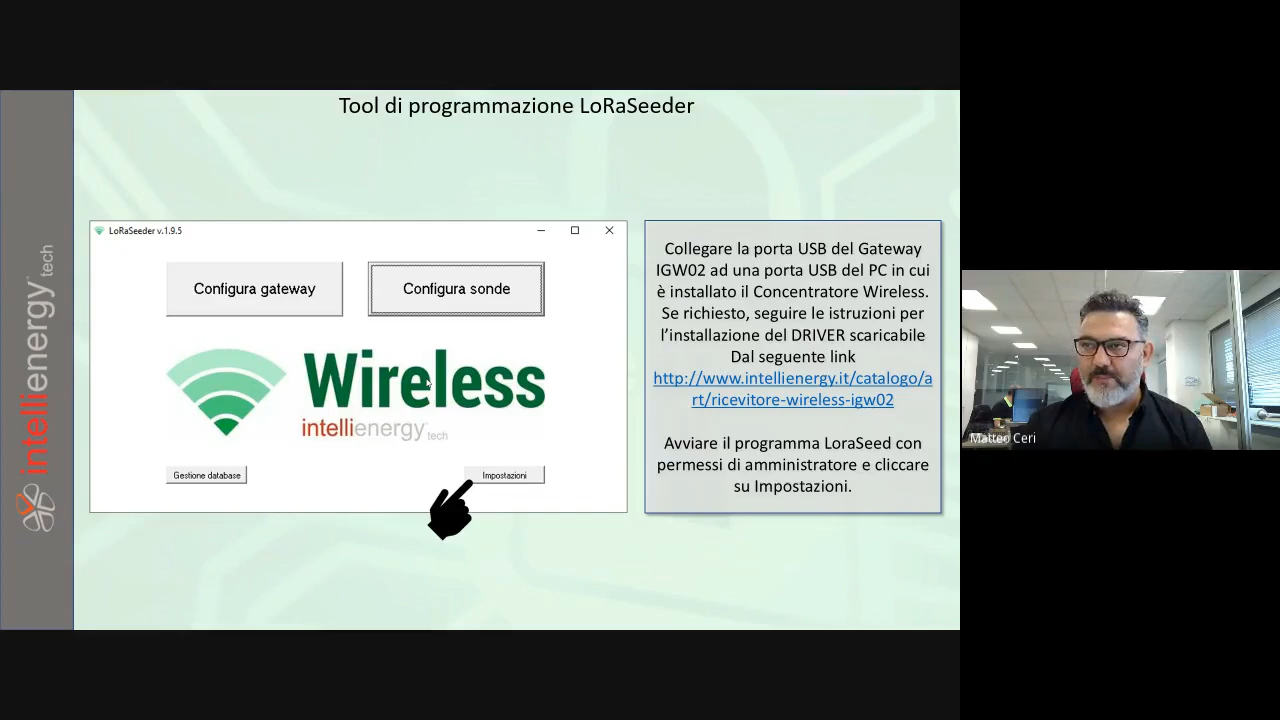 Tool di programmazione LoRaSeeder
intellienergy tech
LoRaSeeder v.1.9.5
Configura gateway
Configura sonde
Wireless
intellienergy tech
Gestione database
Impostazioni
Collegare la porta USB del Gateway
IGW02 ad una porta USB del PC in cui
è installato il Concentratore Wireless.
Se richiesto, seguire le istruzioni per
l’installazione del DRIVER scaricabile
Dal seguente link
http://www.intellienergy.it/catalogo/a
rt/ricevitore-wireless-igw02
Avviare il programma LoraSeed con
permessi di amministratore e cliccare
su Impostazioni.
Matteo Ceri